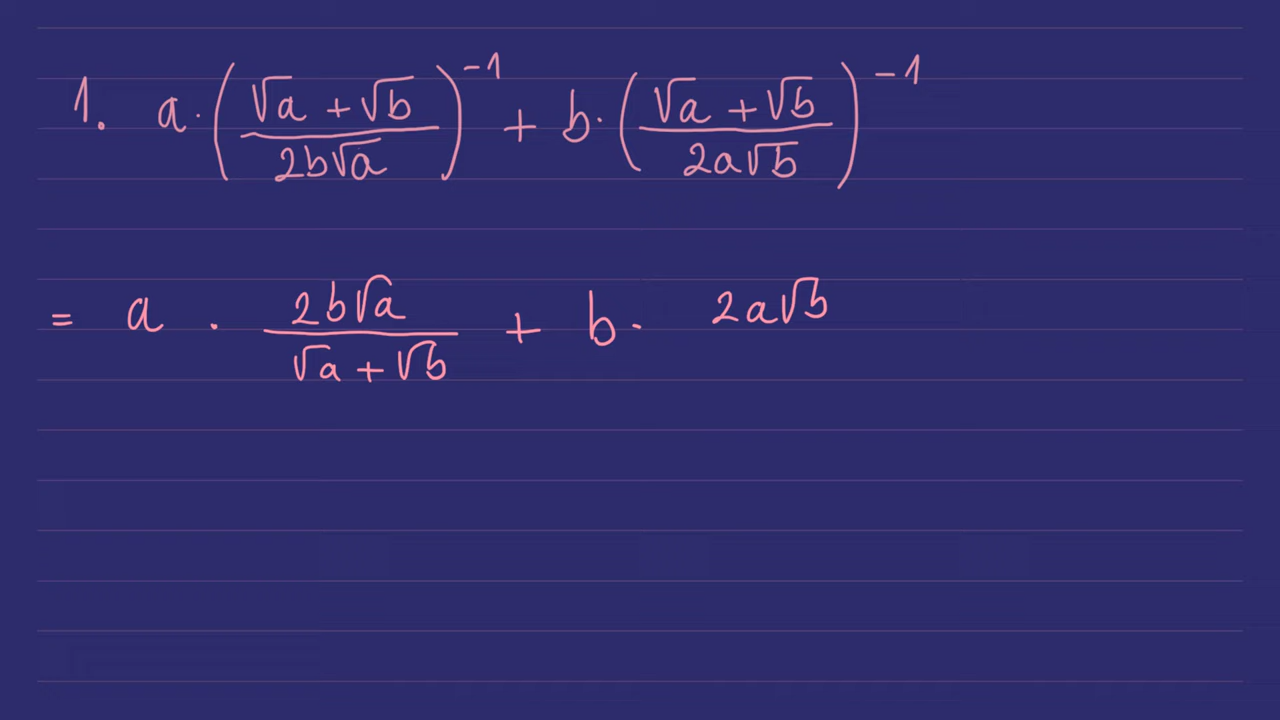 1. a · ( (√a + √b) / (2b√a) )⁻¹ + b · ( (√a + √b) / (2a√b) )⁻¹
= a · (2b√a) / (√a + √b) + b · 2a√b